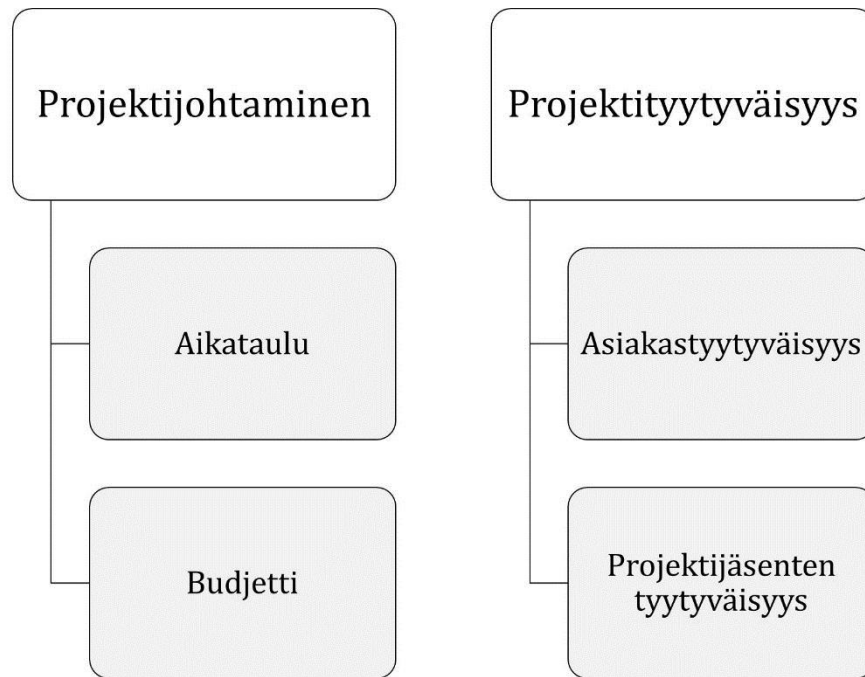 Projektijohtaminen
Aikataulu
Budjetti
Projektityytyväisyys
Asiakastyytyväisyys
Projektijäsenten
tyytyväisyys